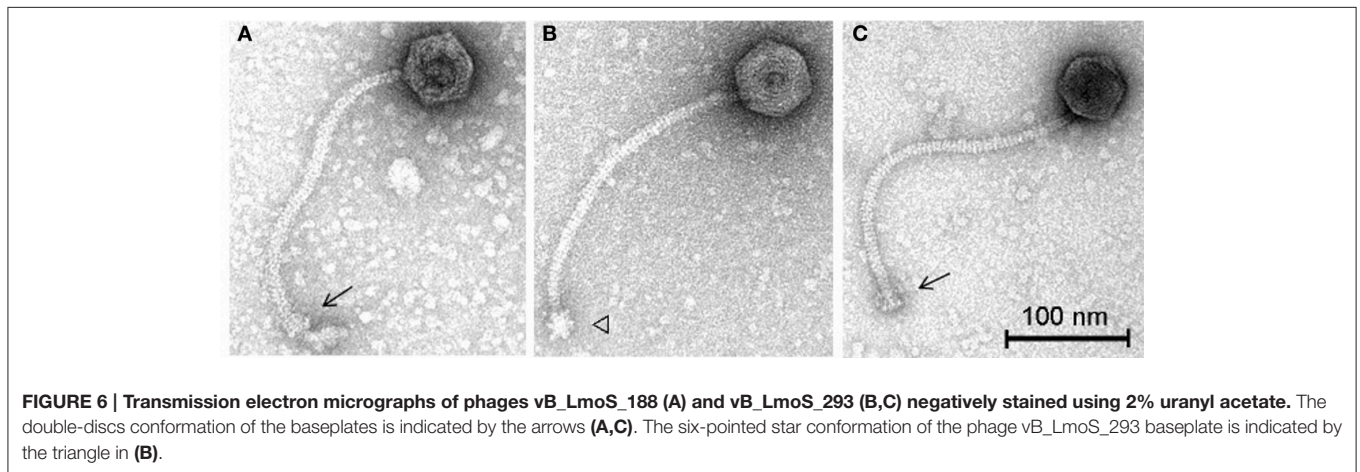 A
B
C
100 nm
FIGURE 6 | Transmission electron micrographs of phages vB_LmoS_188 (A) and vB_LmoS_293 (B,C) negatively stained using 2% uranyl acetate. The
double-discs conformation of the baseplates is indicated by the arrows (A,C). The six-pointed star conformation of the phage vB_LmoS_293 baseplate is indicated by
the triangle in (B).